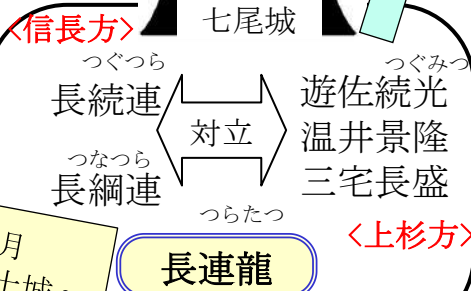 七尾城
<信長方>
つぐつら
長続連
つなつら
長綱連
対立
つぐみつ
遊佐続光
温井景隆
三宅長盛
<上杉方>
つらたつ
長連龍
月